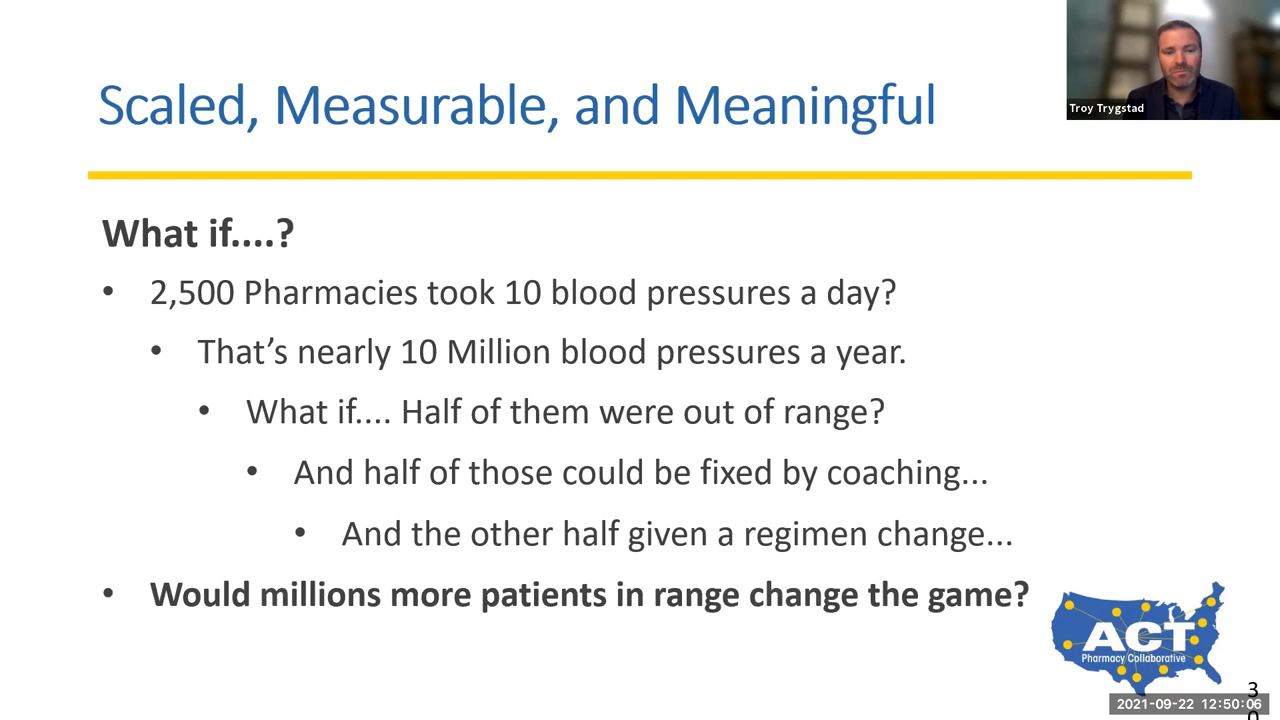 Scaled, Measurable, and Meaningful
Troy Trygstad
What if....?
• 2,500 Pharmacies took 10 blood pressures a day?
• That’s nearly 10 Million blood pressures a year.
• What if.... Half of them were out of range?
• And half of those could be fixed by coaching...
• And the other half given a regimen change...
• Would millions more patients in range change the game?
ACT
Pharmacy Collaborative
3
0
2021-09-22 12:50:06